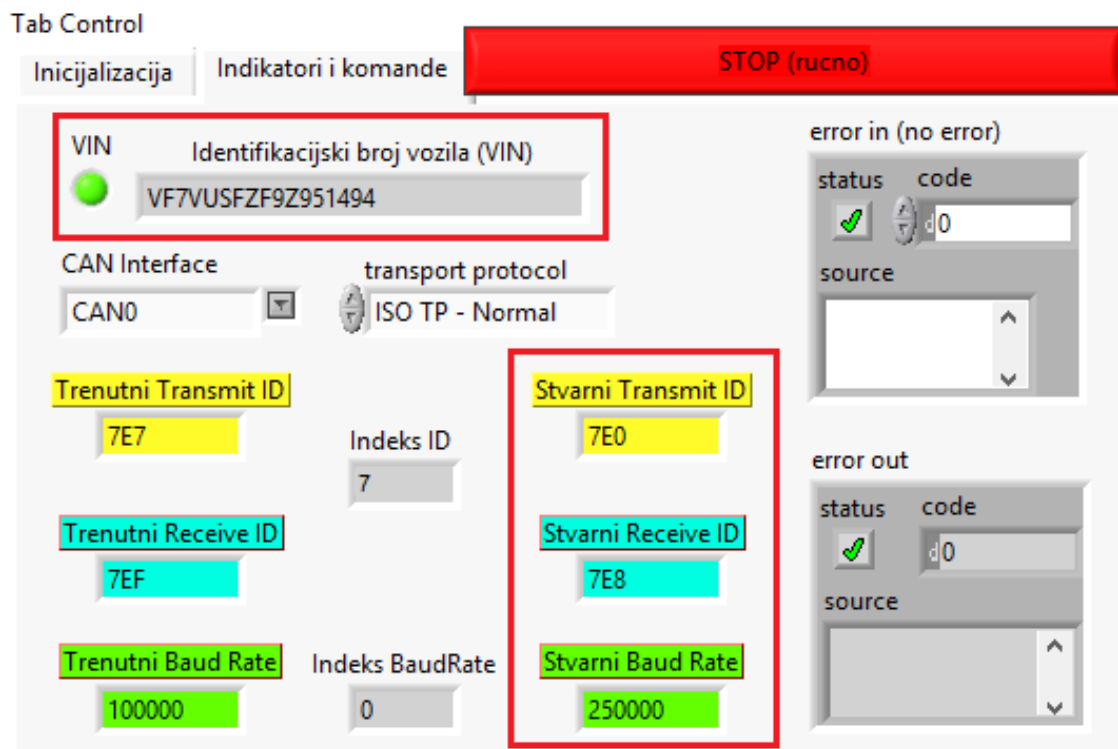 Tab Control
Inicijalizacija
Indikatori i komande
STOP (rucno)
VIN
Identifikacijski broj vozila (VIN)
VF7VUSFZF9Z951494
CAN Interface
CAN0
transport protocol
ISO TP - Normal
Trenutni Transmit ID
7E7
Indeks ID
7
Stvarni Transmit ID
7E0
Trenutni Receive ID
7EF
Stvarni Receive ID
7E8
Trenutni Baud Rate
100000
Indeks BaudRate
0
Stvarni Baud Rate
250000
error in (no error)
status
code
d0
source
error out
status
code
d0
source